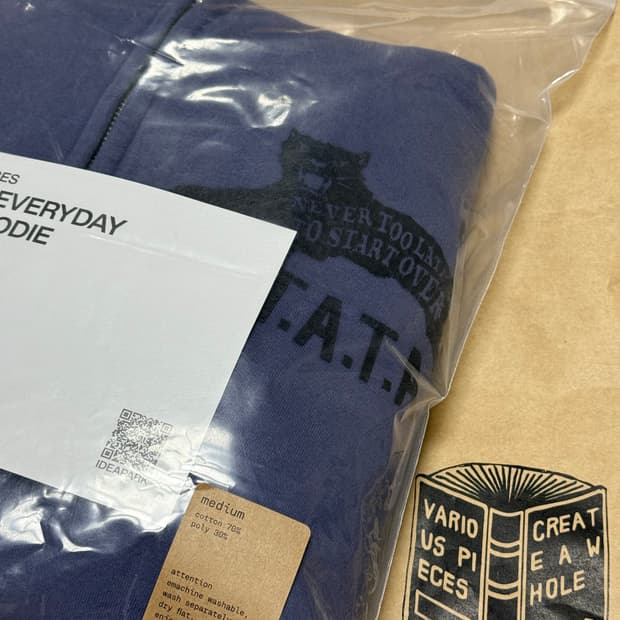 EVERYDAY
ODIE
IDEAPARK
NEVER TOO LATE
TO START OVER
T.A.T.A
medium
cotton 70%
poly 30%
attention
emachine washable,
wash separately
dry flat.
VARIO
US PI
ECES
CREAT
E A W
HOLE